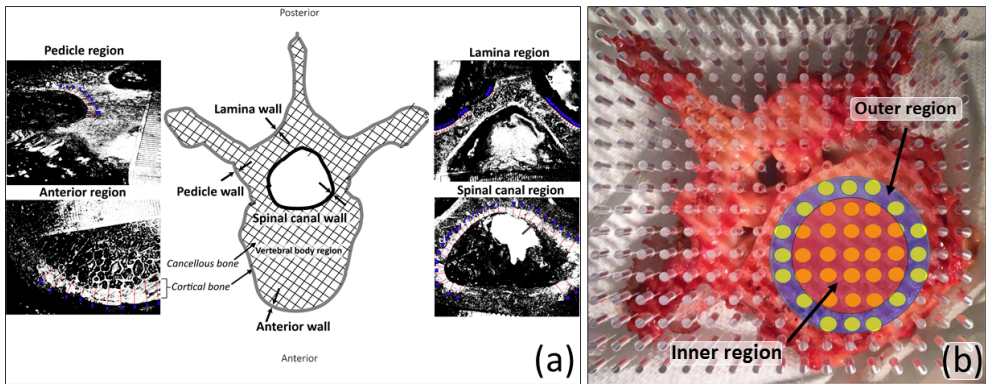 Posterior
Pedicle region
Lamina region
Lamina wall
Anterior region
Pedicle wall
Spinal canal region
Spinal canal wall
Vertebral body region
Cancellous bone
Cortical bone
Anterior wall
Anterior
(a)
Outer region
Inner region
(b)